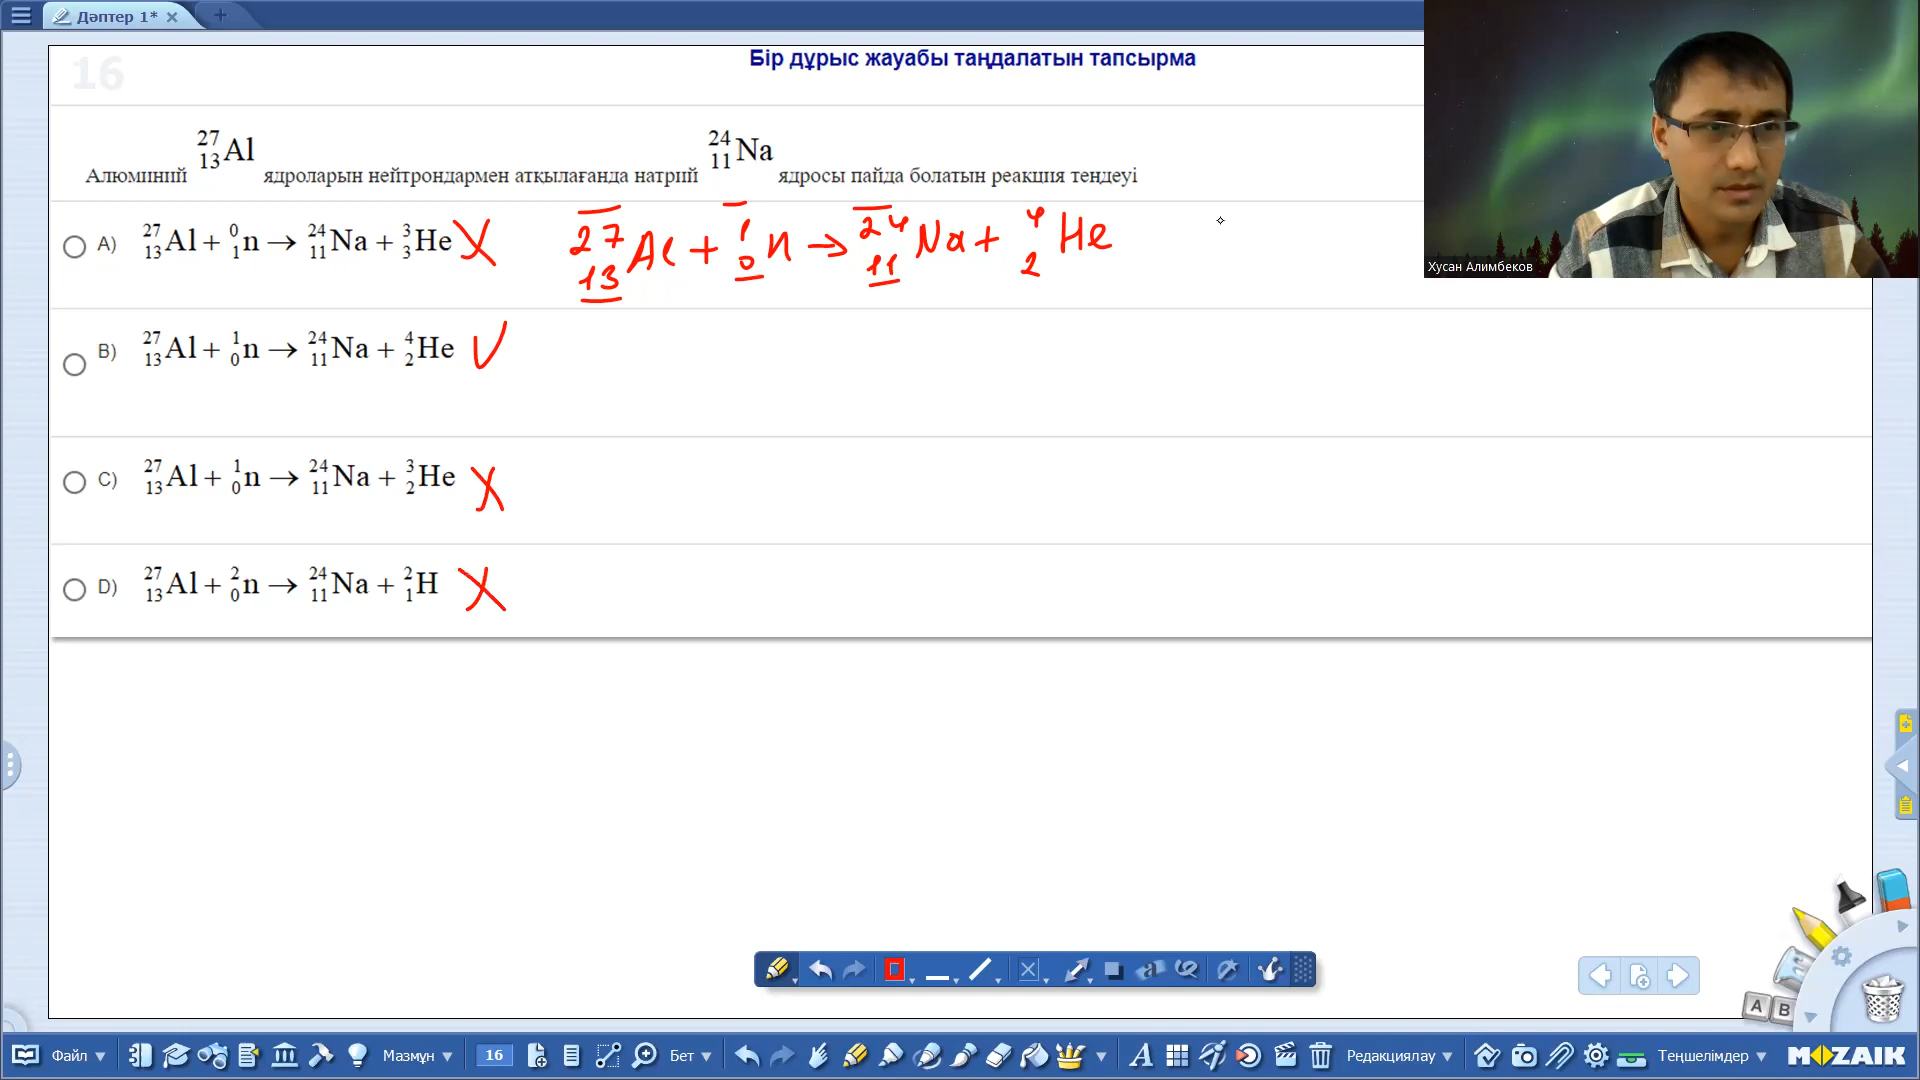 Дәптер 1*
16
Бір дұрыс жауабы таңдалатын тапсырма
Алюминий ²⁷₁₃Al ядроларын нейтрондармен атқылағанда натрий ²⁴₁₁Na ядросы пайда болатын реакция теңдеуі
A) ²⁷₁₃Al + ⁰₁n → ²⁴₁₁Na + ³₃He X
²⁷₁₃Al + ¹₀n → ²⁴₁₁Na + ⁴₂He
B) ²⁷₁₃Al + ¹₀n → ²⁴₁₁Na + ⁴₂He V
C) ²⁷₁₃Al + ¹₀n → ²⁴₁₁Na + ³₂He X
D) ²⁷₁₃Al + ²₀n → ²⁴₁₁Na + ²₁H X
Хусан Алимбеков
A B
Файл Мазмұн 16 Бет A Редакциялау Теңшелімдер MOZAIK